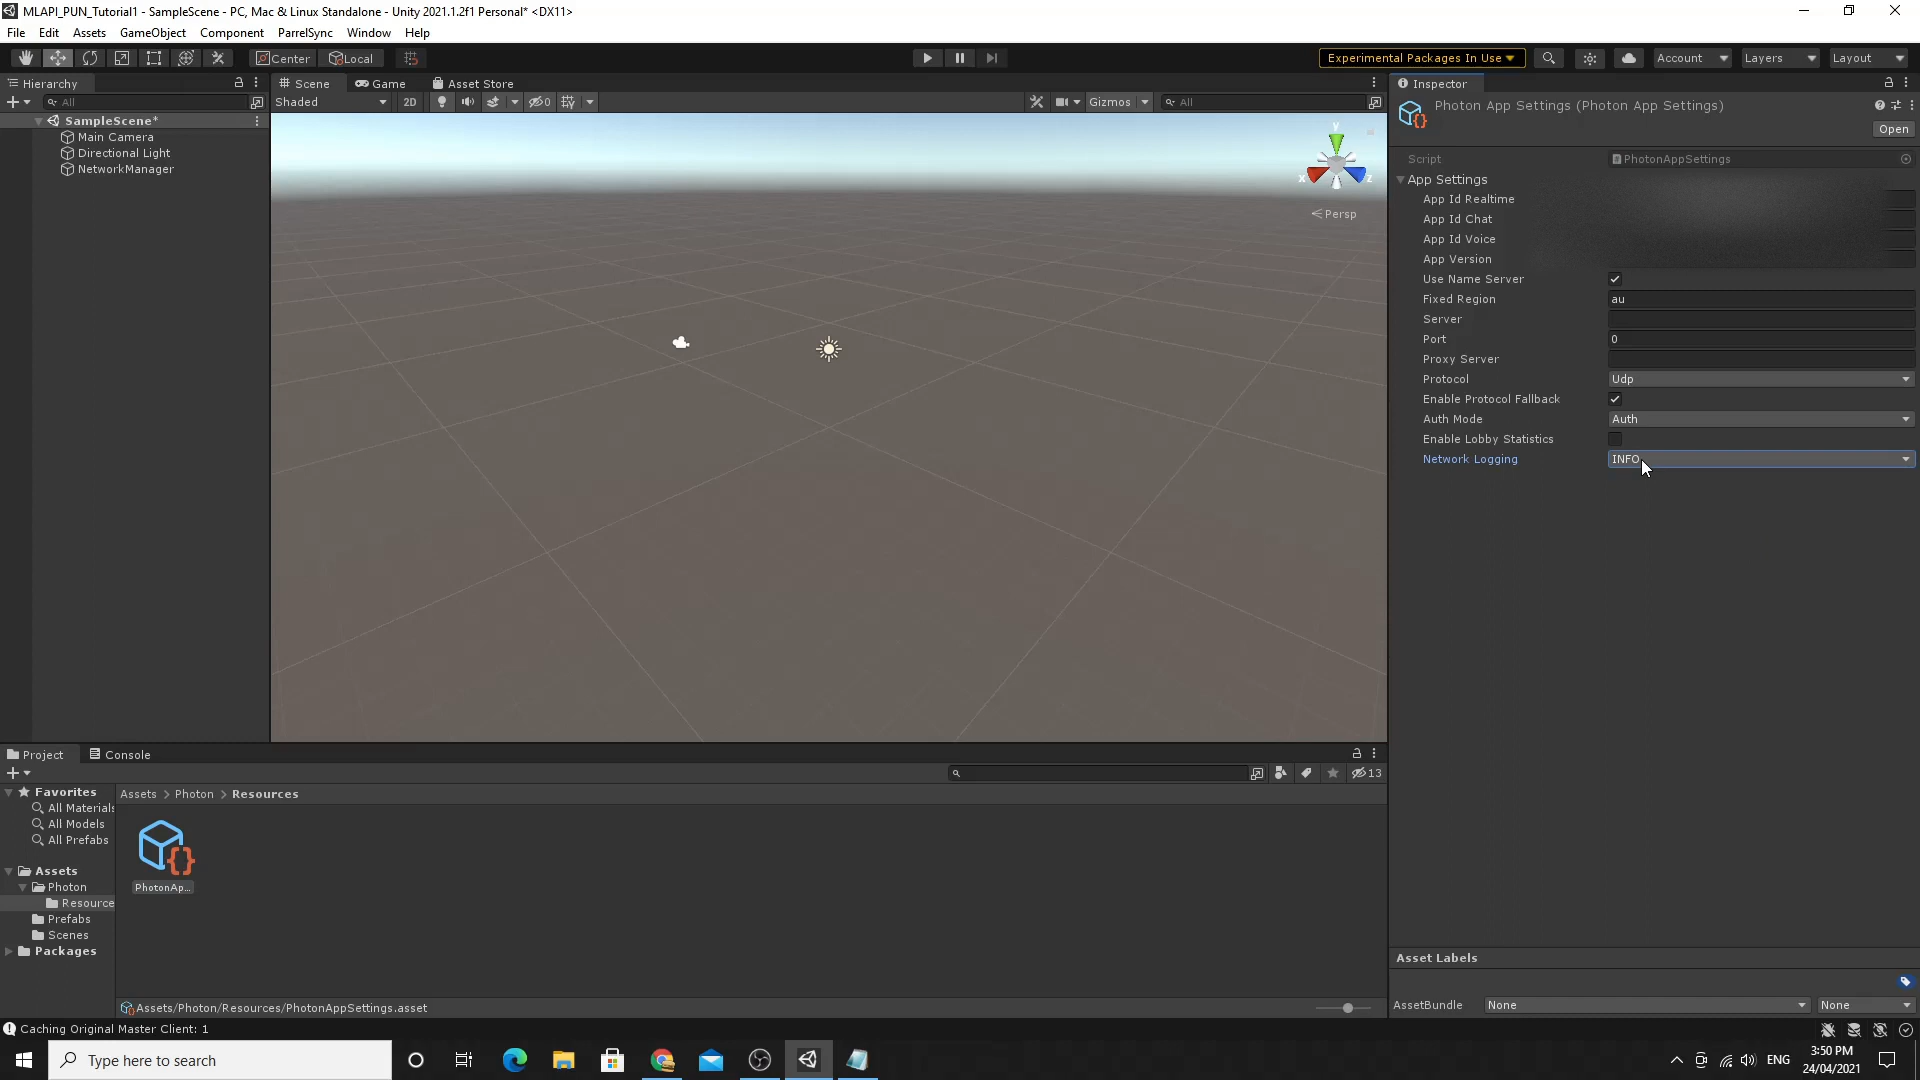 MLAPI_PUN_Tutorial1 - SampleScene - PC, Mac & Linux Standalone - Unity 2021.1.2f1 Personal* <DX11>
File Edit Assets GameObject Component ParrelSync Window Help
Center Local Experimental Packages In Use Account Layers Layout
Hierarchy Scene Game Asset Store Inspector
All Shaded 2D 0 Gizmos All
SampleScene*
Main Camera
Directional Light
NetworkManager
y
x z
Persp
Photon App Settings (Photon App Settings)
Open
Script PhotonAppSettings
App Settings
App Id Realtime
App Id Chat
App Id Voice
App Version
Use Name Server
Fixed Region au
Server
Port 0
Proxy Server
Protocol Udp
Enable Protocol Fallback
Auth Mode Auth
Enable Lobby Statistics
Network Logging INFO
Project Console
13
Favorites
All Materials
All Models
All Prefabs
Assets
Photon
Resource
Prefabs
Scenes
Packages
Assets > Photon > Resources
PhotonAp...
Assets/Photon/Resources/PhotonAppSettings.asset
Asset Labels
AssetBundle None None
Caching Original Master Client: 1
Type here to search
ENG
3:50 PM
24/04/2021